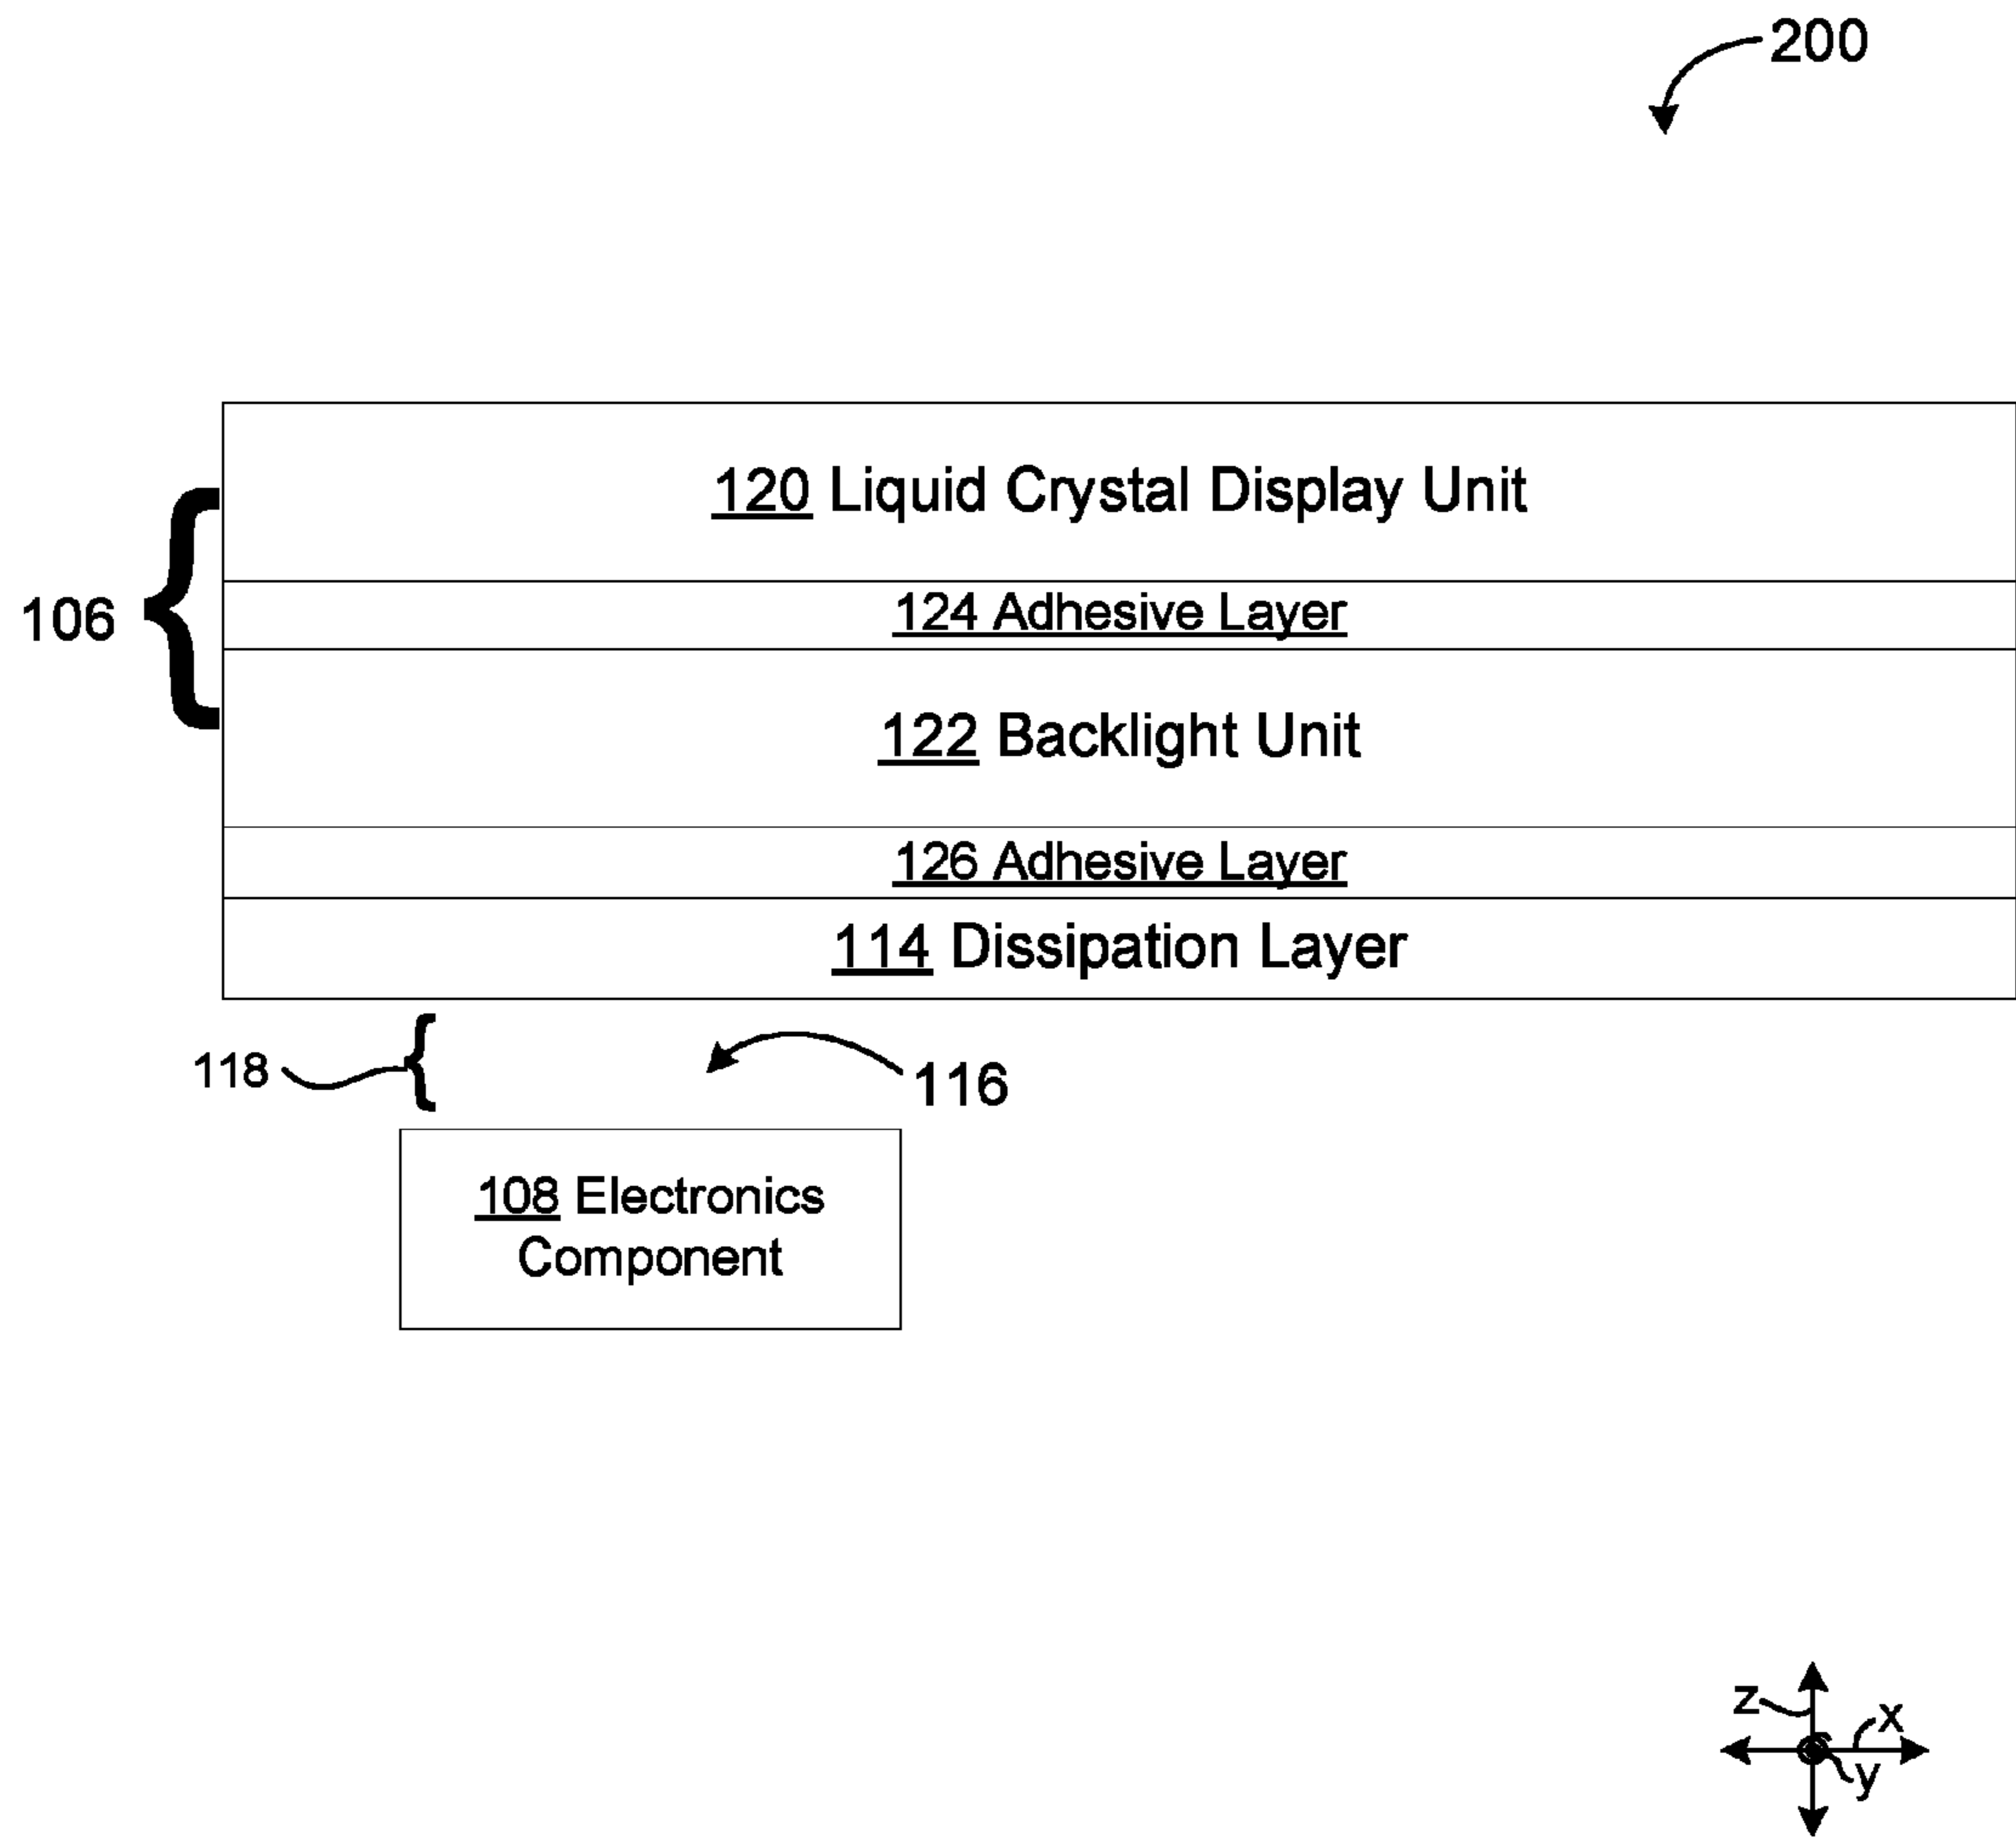 200
120 Liquid Crystal Display Unit
106
124 Adhesive Layer
122 Backlight Unit
126 Adhesive Layer
114 Dissipation Layer
118
116
108 Electronics
Component
z
x
y